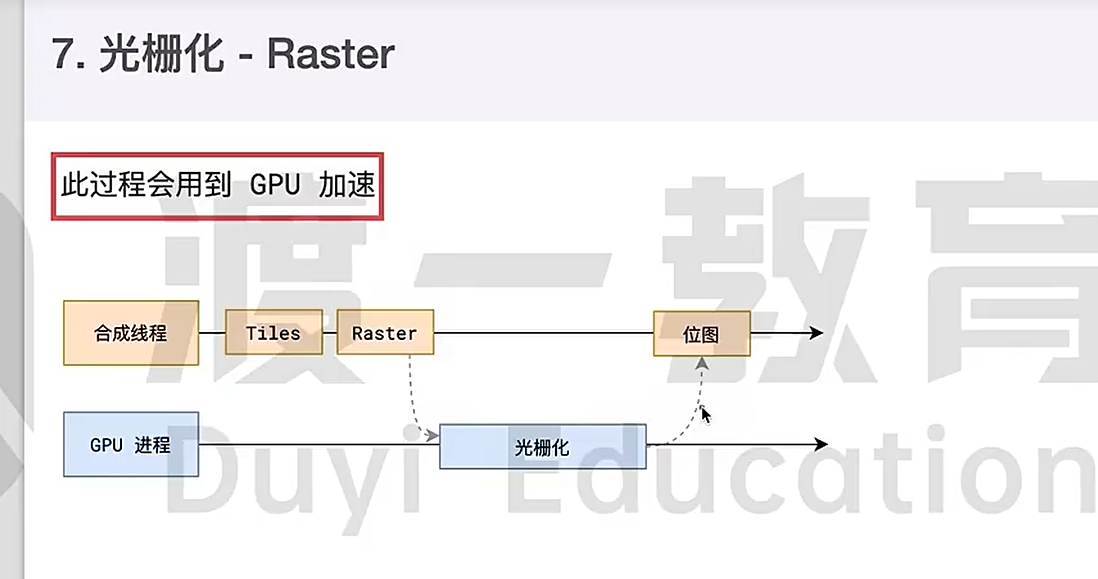 7. 光栅化 - Raster
此过程会用到 GPU 加速
合成线程
Tiles
Raster
位图
GPU 进程
光栅化
渡一教育
Duyi Education